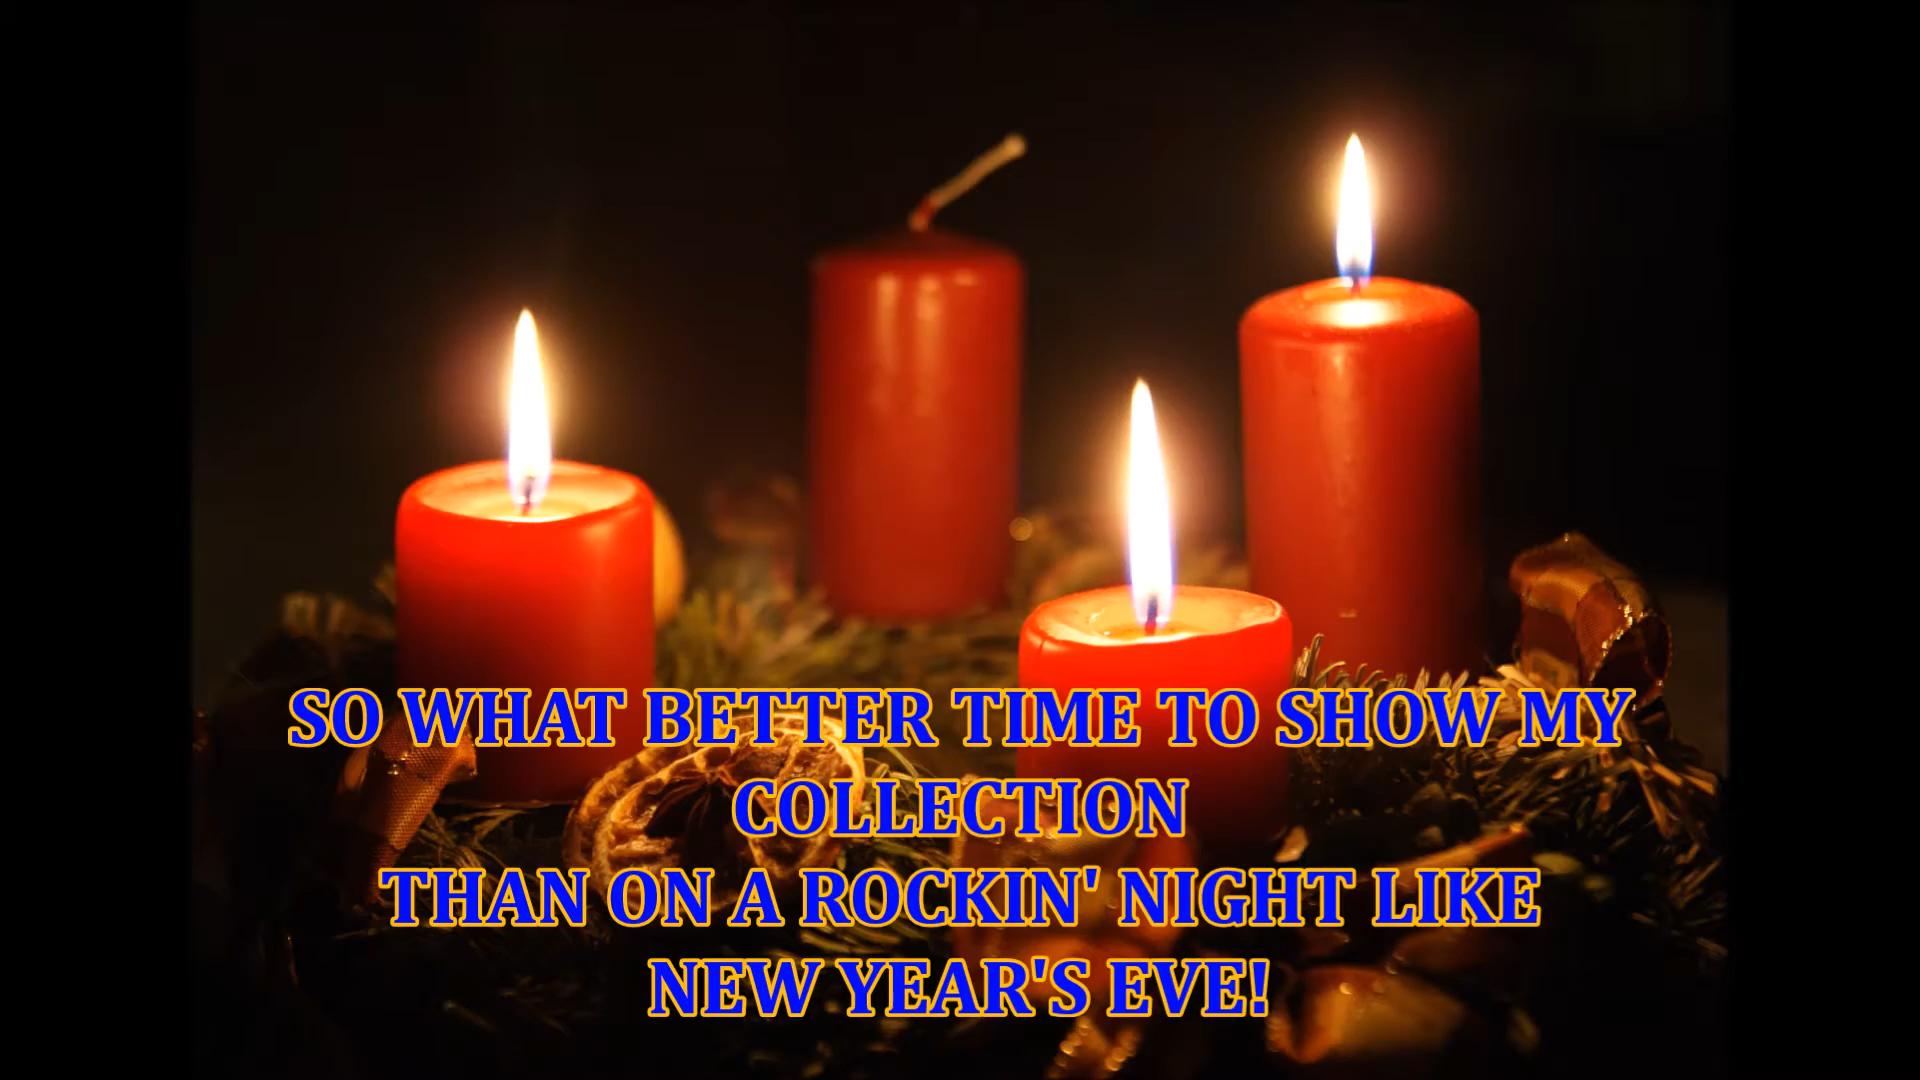 SO WHAT BETTER TIME TO SHOW MY
COLLECTION
THAN ON A ROCKIN' NIGHT LIKE
NEW YEAR'S EVE!